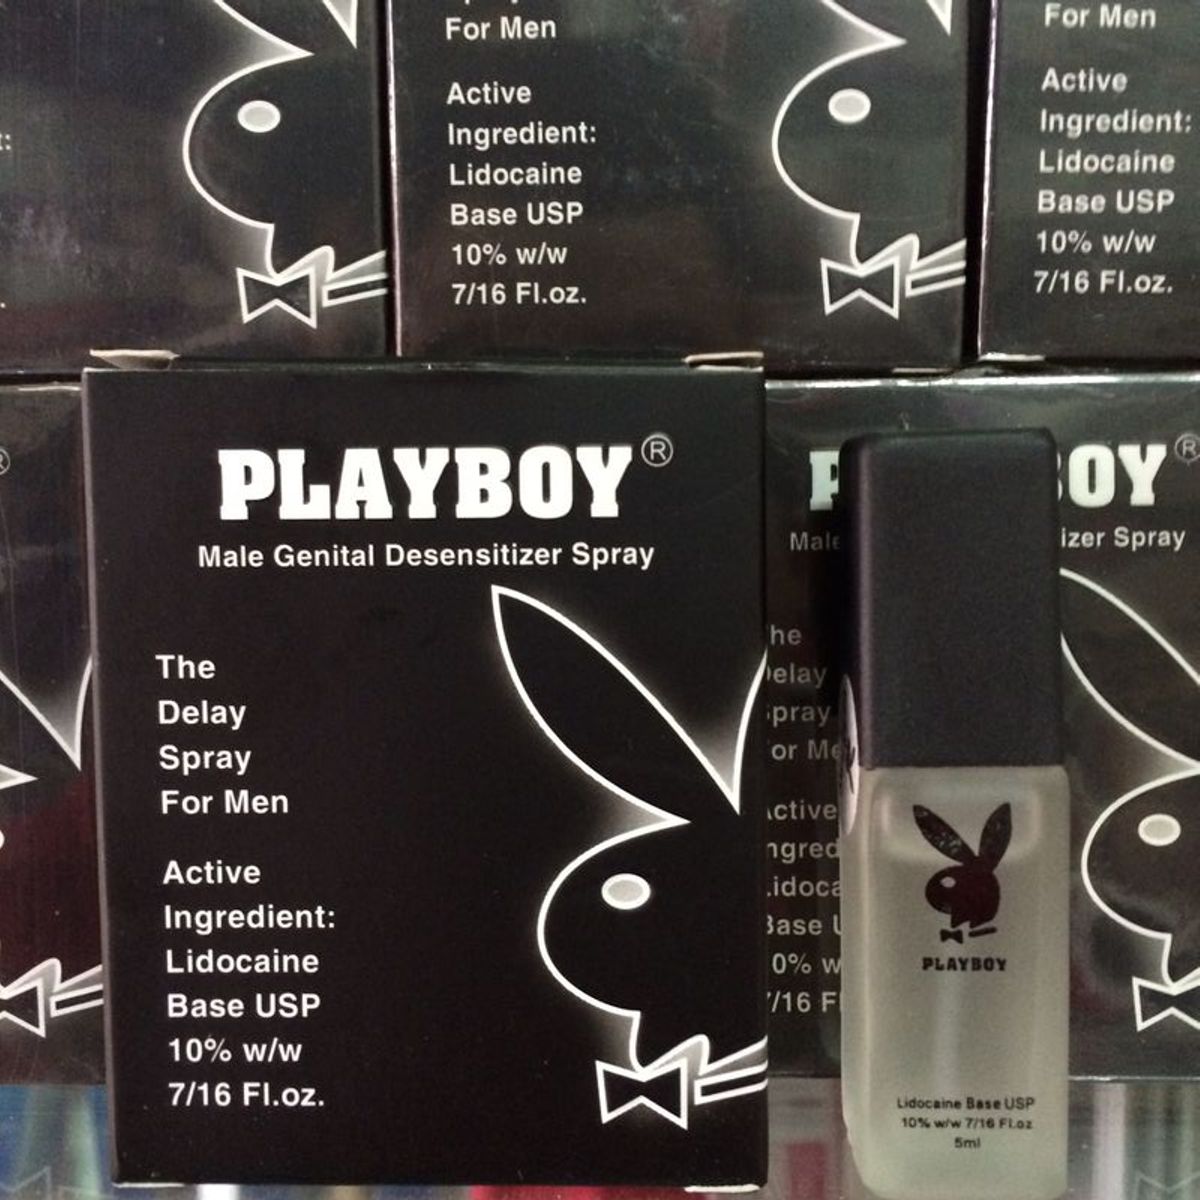 For Men
Active
Ingredient:
Lidocaine
Base USP
10% w/w
7/16 Fl.oz.
For Men
Active
Ingredient:
Lidocaine
Base USP
10% w/w
7/16 Fl.oz.
PLAYBOY®
Male Genital Desensitizer Spray
The
Delay
Spray
For Men
Active
Ingredient:
Lidocaine
Base USP
10% w/w
7/16 Fl.oz.
OY®
Spray
PLAYBOY
Lidocaine Base USP
10% w/w 7/16 Fl.oz
5ml